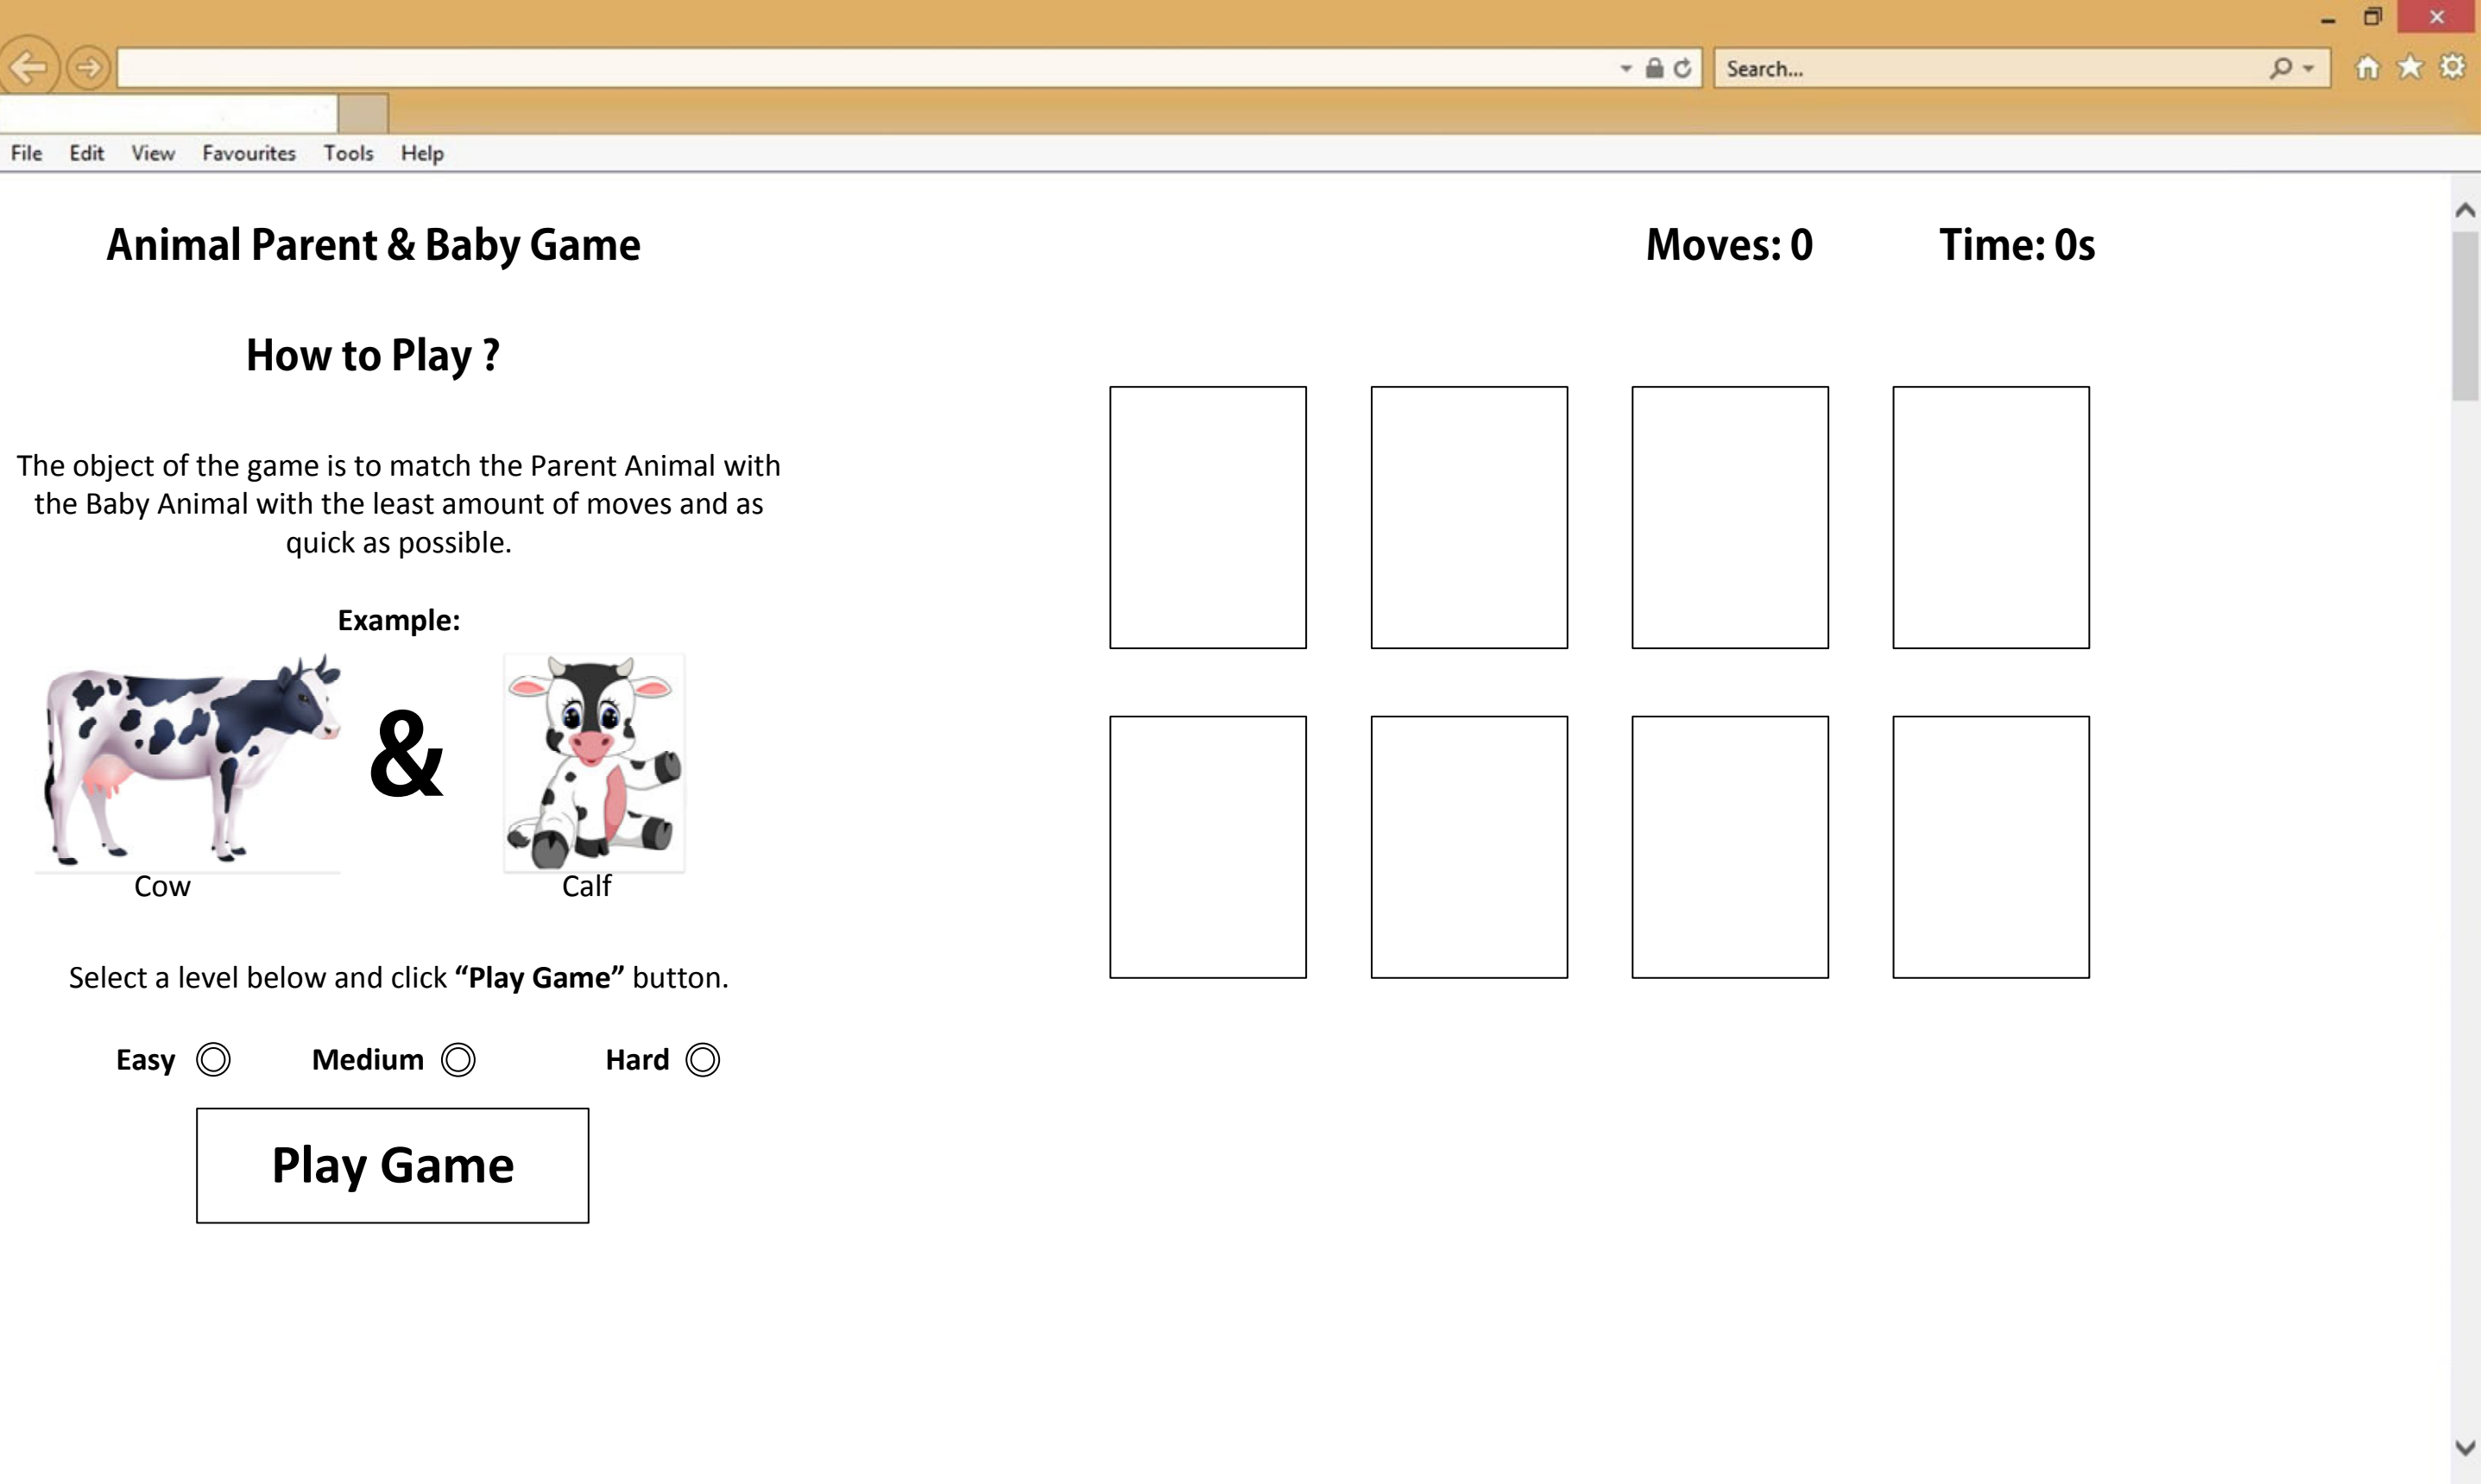 Search...
File Edit View Favourites Tools Help
Animal Parent & Baby Game
Moves: 0 Time: 0s
How to Play ?
The object of the game is to match the Parent Animal with
the Baby Animal with the least amount of moves and as
quick as possible.
Example:
&
Cow Calf
Select a level below and click “Play Game” button.
Easy Medium Hard
Play Game